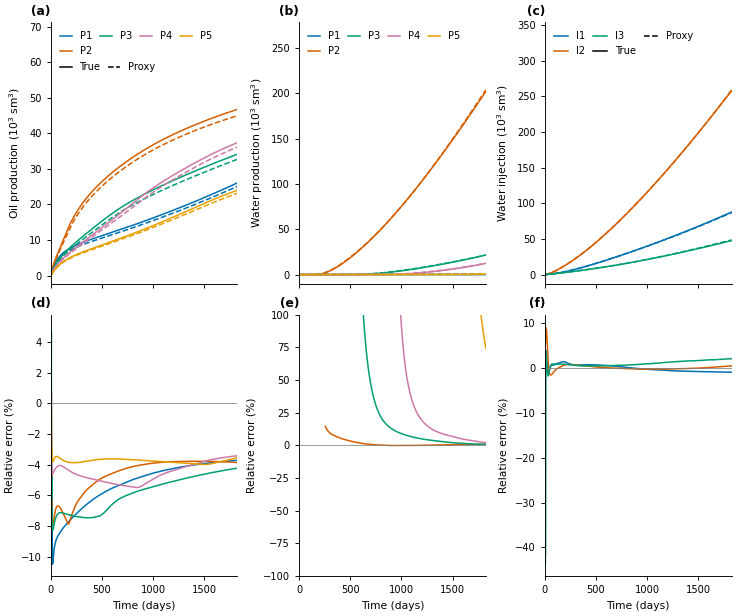 (a)
P1 P3 P4 P5
P2
True Proxy
Oil production (10³ sm³)
70
60
50
40
30
20
10
0
(b)
P1 P3 P4 P5
P2
Water production (10³ sm³)
250
200
150
100
50
0
(c)
I1 I3 Proxy
I2 True
Water injection (10³ sm³)
350
300
250
200
150
100
50
0
(d)
Relative error (%)
4
2
0
−2
−4
−6
−8
−10
0 500 1000 1500
Time (days)
(e)
Relative error (%)
100
75
50
25
0
−25
−50
−75
−100
0 500 1000 1500
Time (days)
(f)
Relative error (%)
10
0
−10
−20
−30
−40
0 500 1000 1500
Time (days)